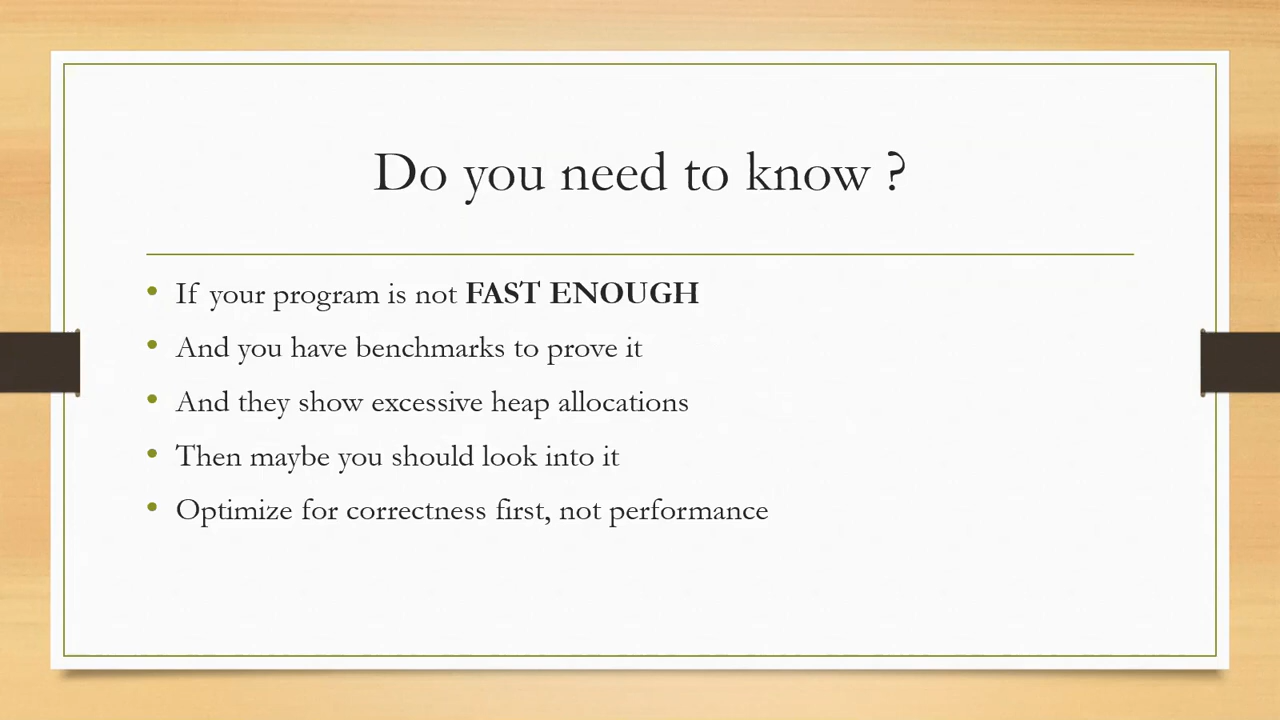 Do you need to know ?
• If your program is not FAST ENOUGH
• And you have benchmarks to prove it
• And they show excessive heap allocations
• Then maybe you should look into it
• Optimize for correctness first, not performance